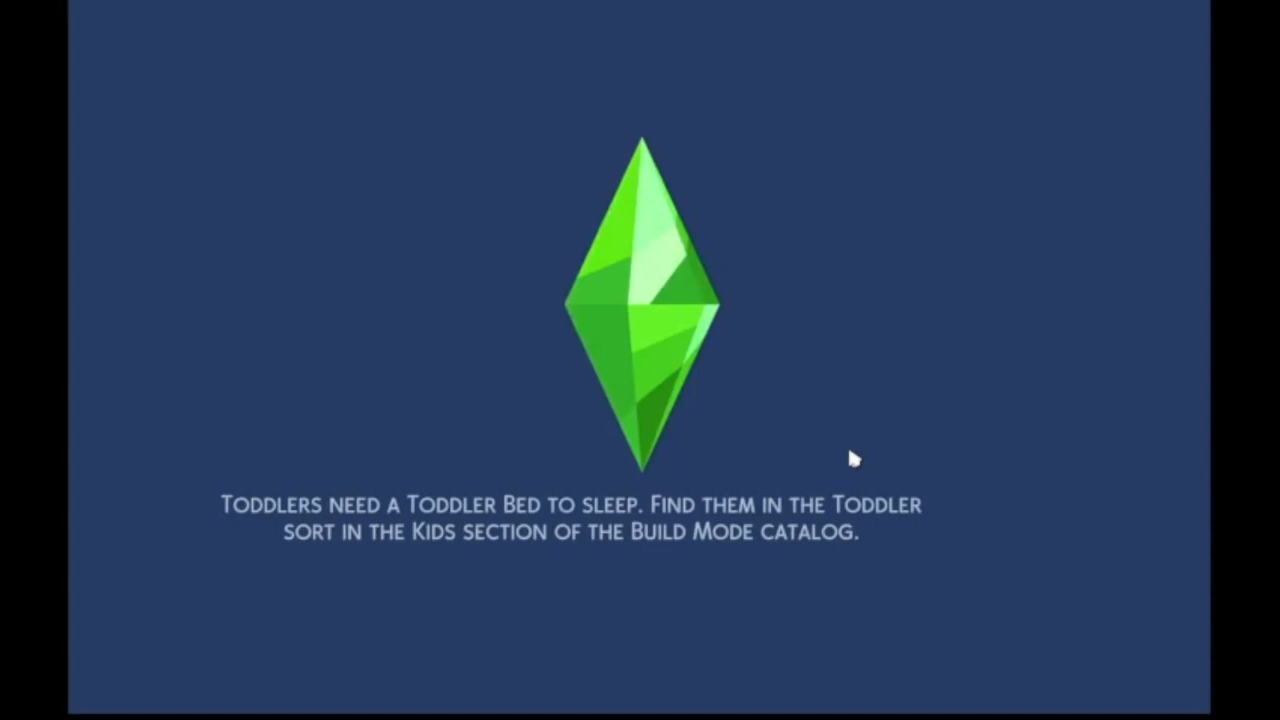 Toddlers need a Toddler Bed to sleep. Find them in the Toddler
sort in the Kids section of the Build Mode catalog.